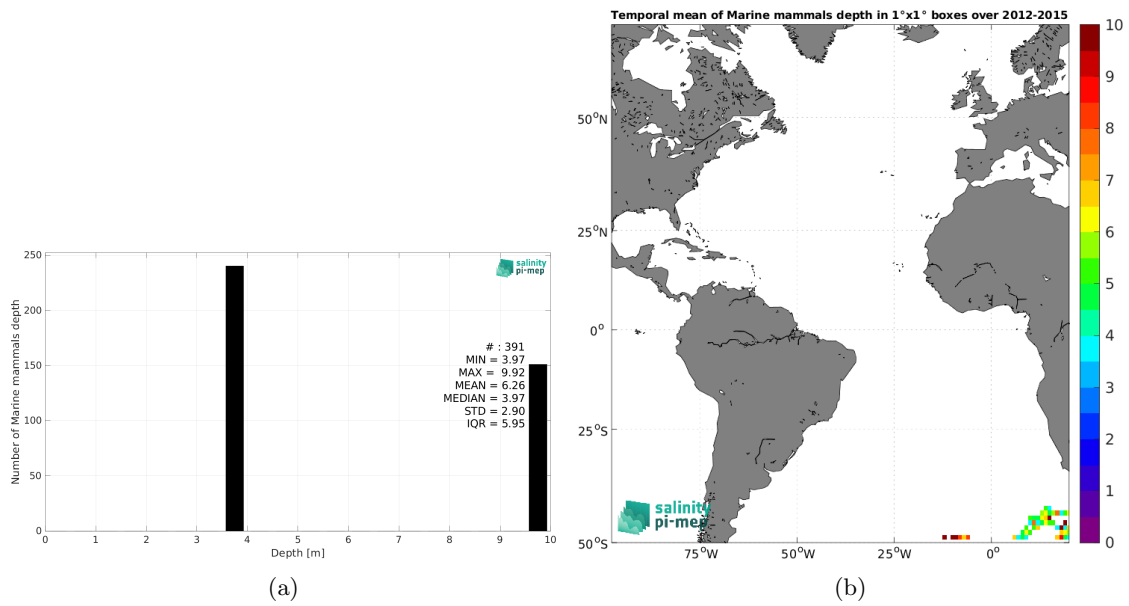 Temporal mean of Marine mammals depth in 1°x1° boxes over 2012-2015
250
200
150
100
50
0
Number of Marine mammals depth
salinity
pi-mep
# : 391
MIN = 3.97
MAX = 9.92
MEAN = 6.26
MEDIAN = 3.97
STD = 2.90
IQR = 5.95
0 1 2 3 4 5 6 7 8 9 10
Depth [m]
(a)
50°N
25°N
0°
25°S
50°S
salinity
pi-mep
75°W 50°W 25°W 0°
10
9
8
7
6
5
4
3
2
1
0
(b)